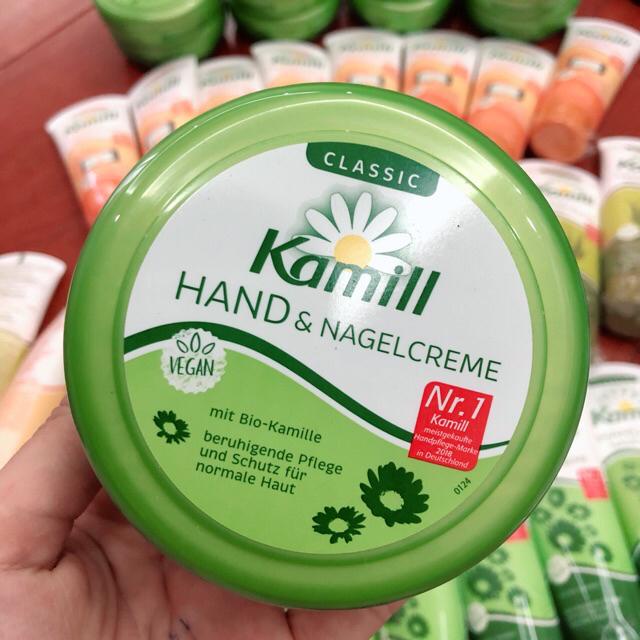 CLASSIC
Kamill
HAND & NAGELCREME
VEGAN
mit Bio-Kamille
beruhigende Pflege
und Schutz für
normale Haut
Nr. 1
Kamill
meistgekaufte
Handpflege-Marke
2018
in Deutschland
0124